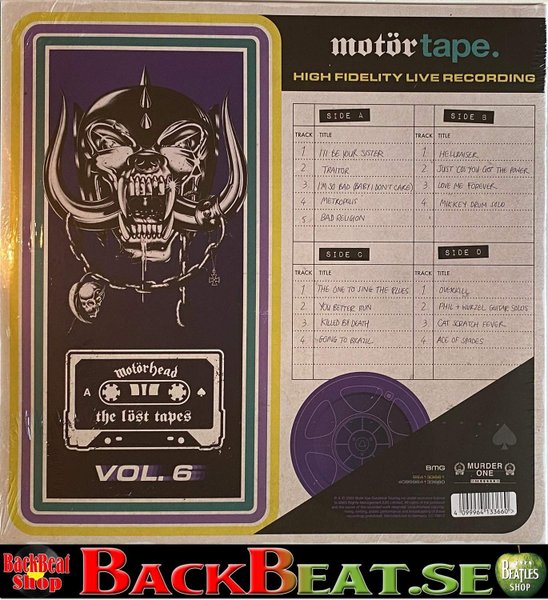 motörtape.
HIGH FIDELITY LIVE RECORDING
SIDE A
TRACK TITLE
1 I'LL BE YOUR SISTER
2 TRAITOR
3 I'M SO BAD (BABY I DON'T CARE)
4 METROPOLIS
5 BAD RELIGION
SIDE B
TRACK TITLE
1 HELLRAISER
2 JUST 'COS YOU GOT THE POWER
3 LOVE ME FOREVER
4 MIKKEY DRUM SOLO
SIDE C
TRACK TITLE
1 THE ONE TO SING THE BLUES
2 YOU BETTER RUN
3 KILLED BY DEATH
4 GOING TO BRAZIL
SIDE D
TRACK TITLE
1 OVERKILL
2 PHIL + WURZEL GUITAR SOLOS
3 CAT SCRATCH FEVER
4 ACE OF SPADES
motörhead
A
the löst tapes
VOL. 6
BMG
4099964133660
MURDER
ONE
4 099964 133660 >
BackBeat
Shop
BACKBEAT.SE
BEATLES
SHOP